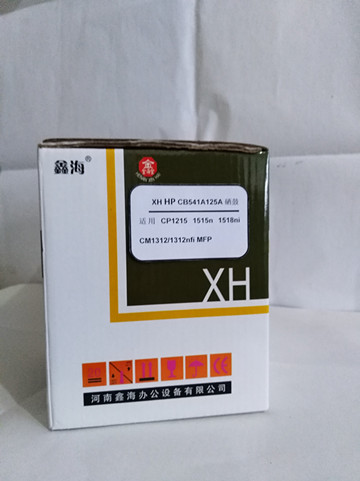 鑫海®
XH HP CB541A125A 硒鼓
适用 CP1215 1515n 1518ni
CM1312/1312nfi MFP
XH
河南鑫海办公设备有限公司